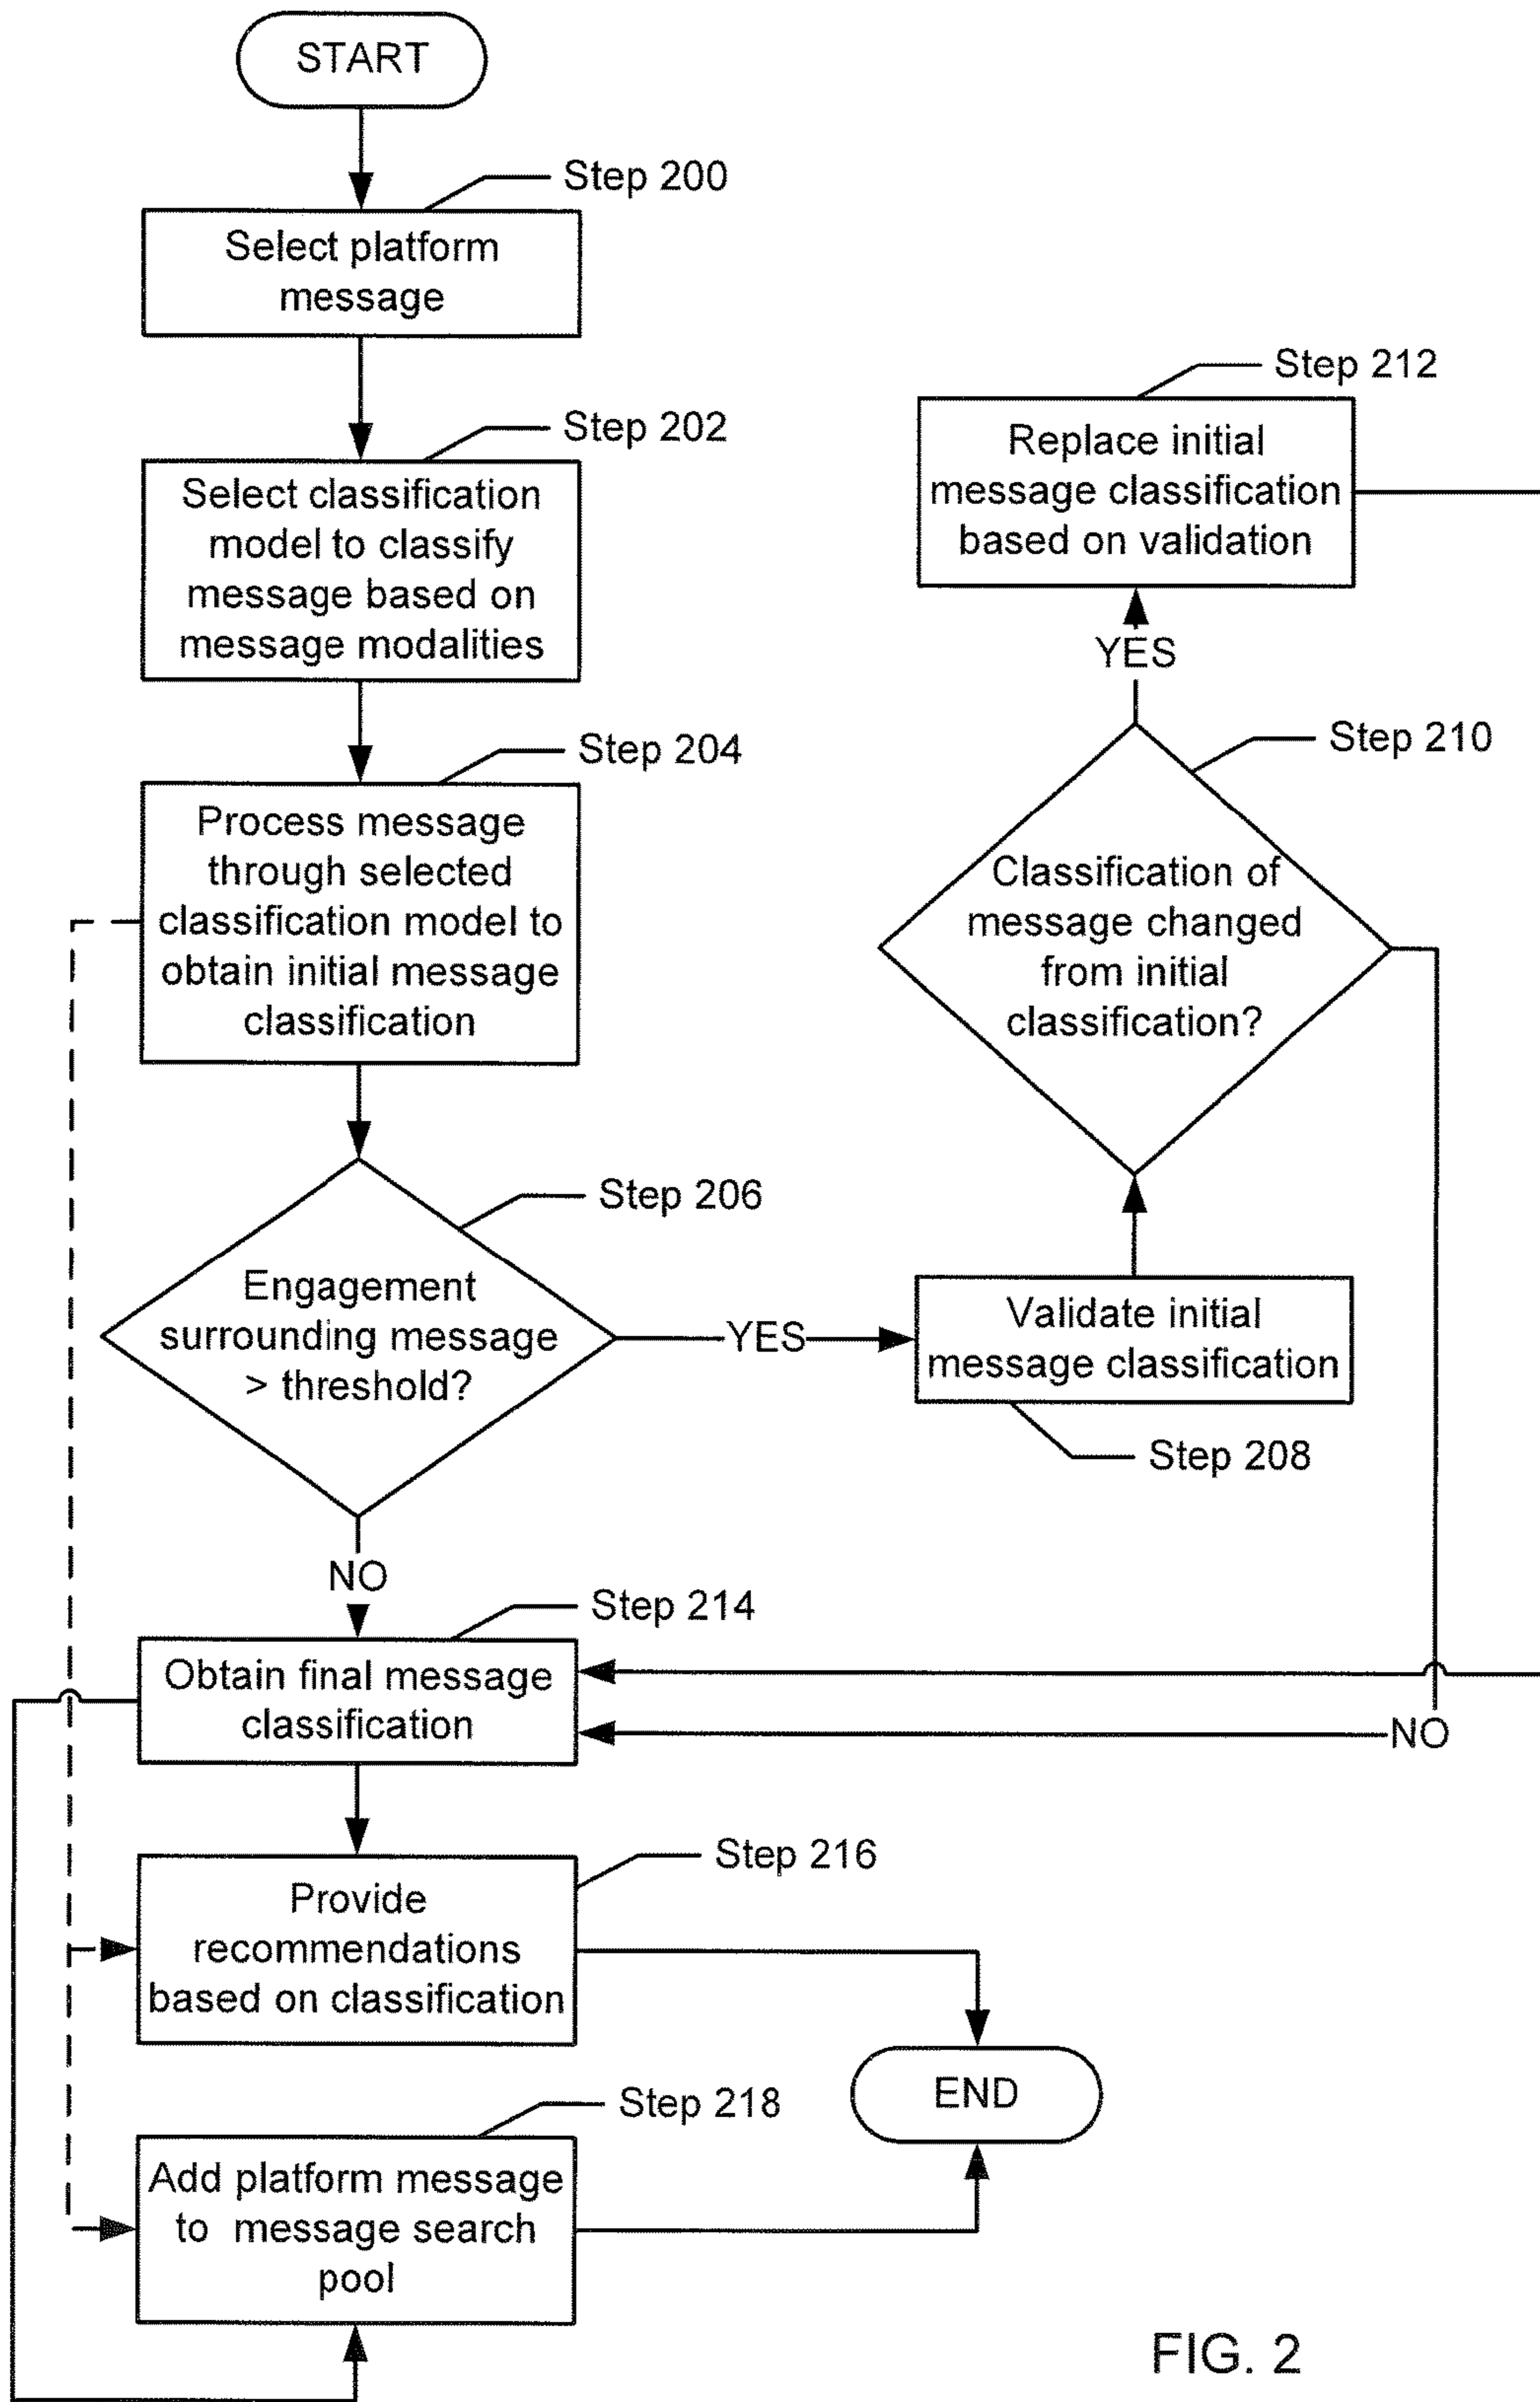 START
Step 200
Select platform
message
Step 202
Select classification
model to classify
message based on
message modalities
Step 204
Process message
through selected
classification model to
obtain initial message
classification
Step 206
Engagement
surrounding message
> threshold?
YES
Validate initial
message classification
Step 208
Step 210
Classification of
message changed
from initial
classification?
YES
Step 212
Replace initial
message classification
based on validation
NO
NO
Step 214
Obtain final message
classification
Step 216
Provide
recommendations
based on classification
Step 218
Add platform message
to message search
pool
END
FIG. 2